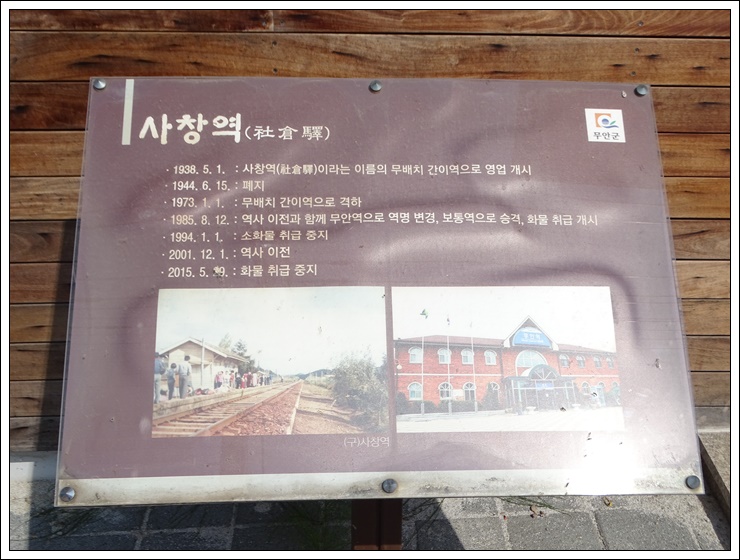 사창역(社倉驛)
무안군
· 1938. 5. 1. : 사창역(社倉驛)이라는 이름의 무배치 간이역으로 영업 개시
· 1944. 6. 15. : 폐지
· 1973. 1. 1. : 무배치 간이역으로 격하
· 1985. 8. 12. : 역사 이전과 함께 무안역으로 역명 변경, 보통역으로 승격, 화물 취급 개시
· 1994. 1. 1. : 소화물 취급 중지
· 2001. 12. 1. : 역사 이전
· 2015. 5. : 화물 취급 중지
(구)사창역